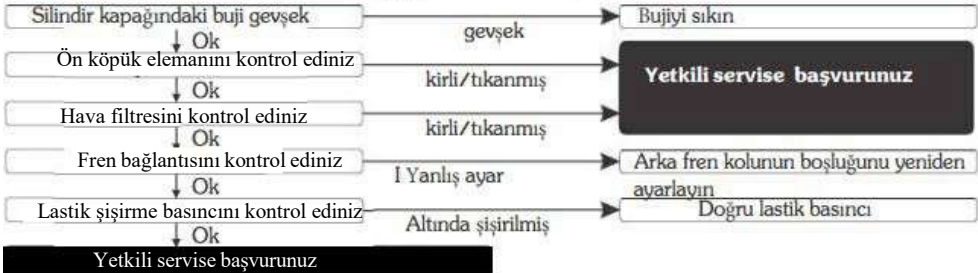 Silindir kapağındaki buji gevşek
gevşek
Bujiyi sıkın
Ok
Ön köpük elemanını kontrol ediniz
kirli/tıkanmış
Yetkili servise başvurunuz
Ok
Hava filtresini kontrol ediniz
kirli/tıkanmış
Ok
Fren bağlantısını kontrol ediniz
I Yanlış ayar
Arka fren kolunun boşluğunu yeniden
ayarlayın
Ok
Lastik şişirme basıncını kontrol ediniz
Altında şişirilmiş
Doğru lastik basıncı
Ok
Yetkili servise başvurunuz